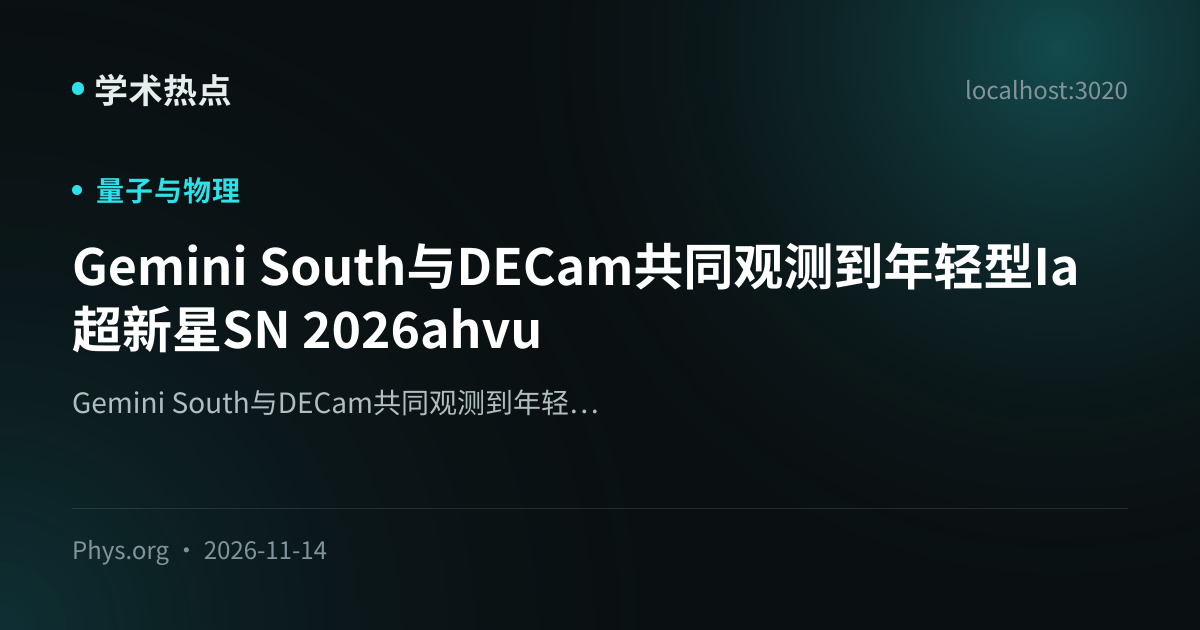 学术热点
localhost:3020
量子与物理
Gemini South与DECam共同观测到年轻型Ia
超新星SN 2026ahvu
Gemini South与DECam共同观测到年轻…
Phys.org · 2026-11-14